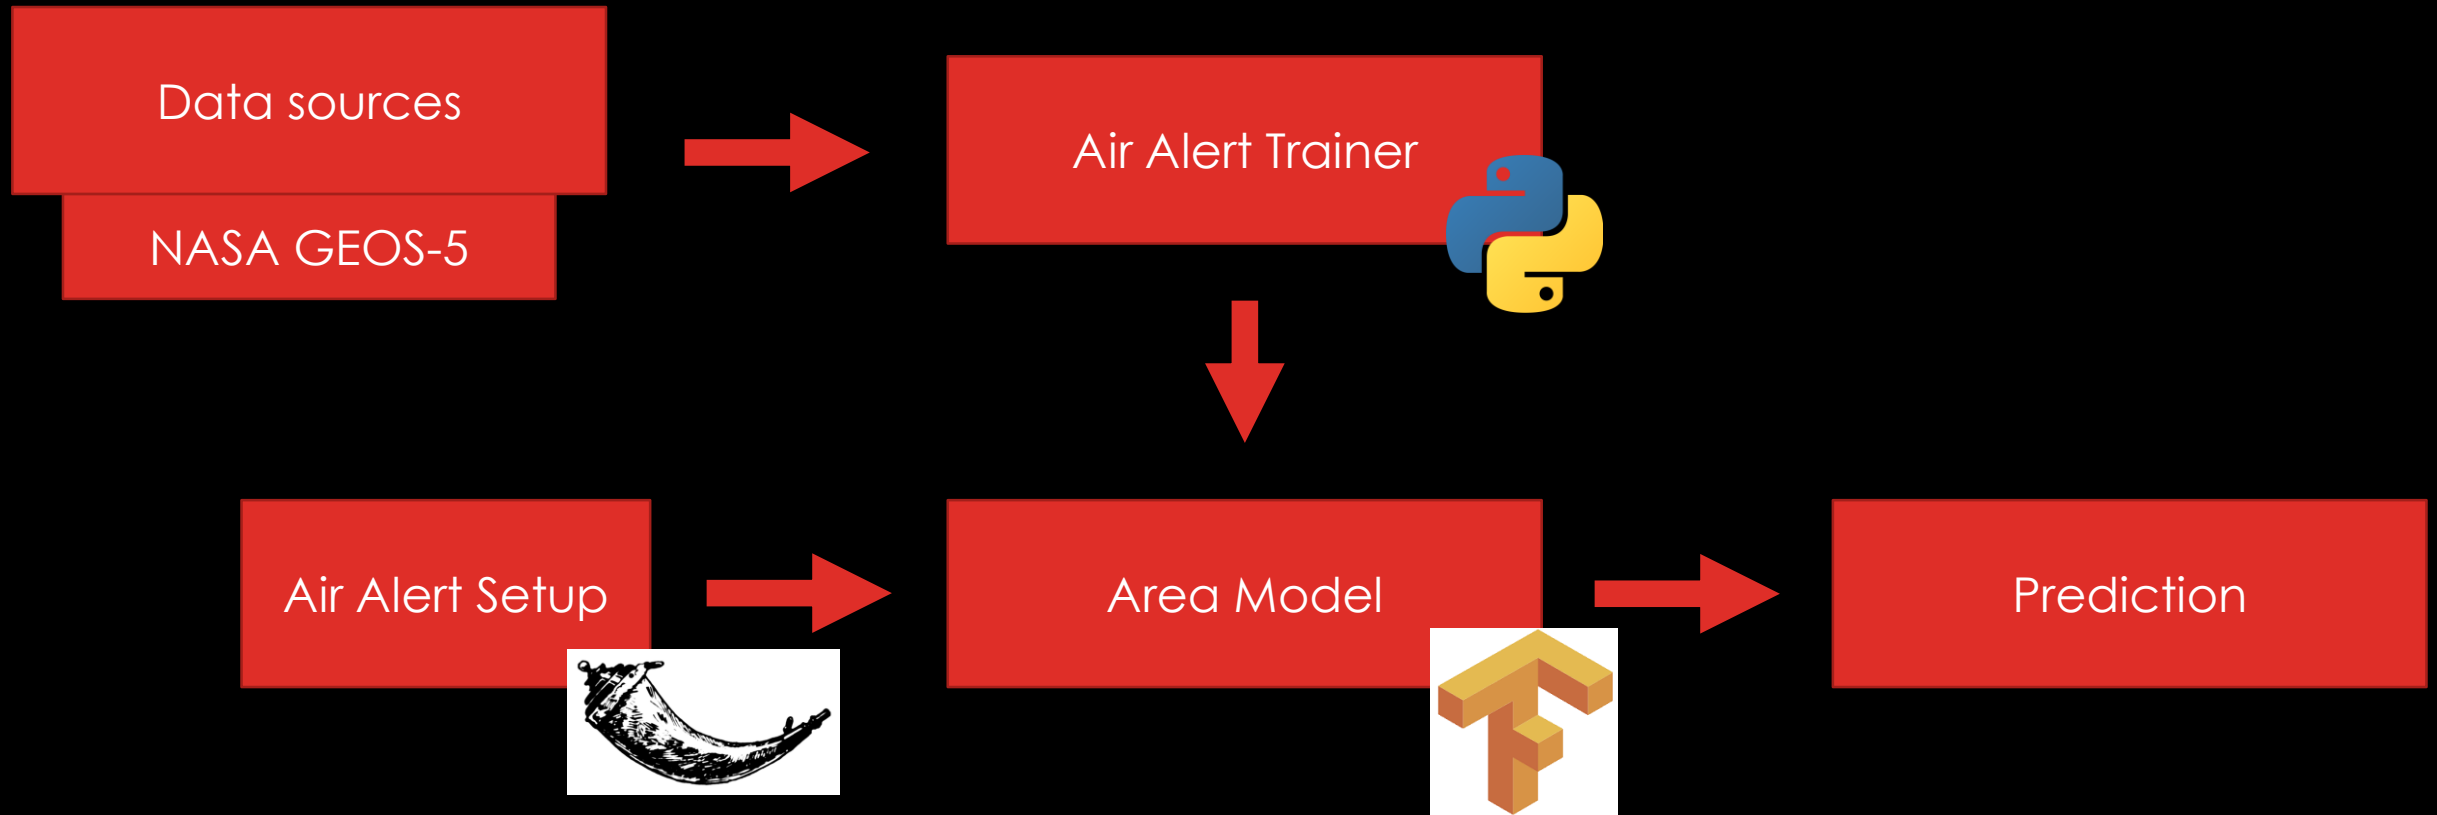 Data sources
NASA GEOS-5
Air Alert Trainer
Air Alert Setup
Area Model
Prediction